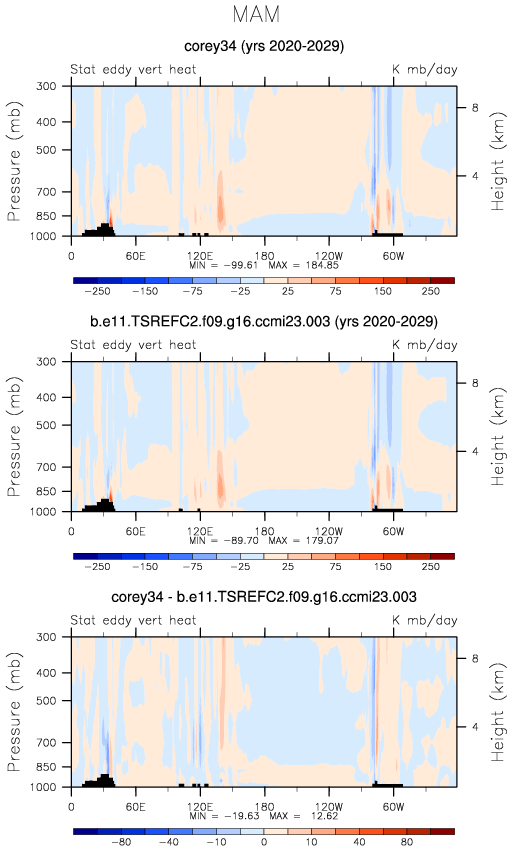 MAM
corey34 (yrs 2020-2029)
Stat eddy vert heat K mb/day
300
400
500
700
850
1000
Pressure (mb)
8
4
Height (km)
0 60E 120E 180 120W 60W
MIN = -99.61 MAX = 184.85
-250 -150 -75 -25 25 75 150 250
b.e11.TSREFC2.f09.g16.ccmi23.003 (yrs 2020-2029)
Stat eddy vert heat K mb/day
300
400
500
700
850
1000
Pressure (mb)
8
4
Height (km)
0 60E 120E 180 120W 60W
MIN = -89.70 MAX = 179.07
-250 -150 -75 -25 25 75 150 250
corey34 - b.e11.TSREFC2.f09.g16.ccmi23.003
Stat eddy vert heat K mb/day
300
400
500
700
850
1000
Pressure (mb)
8
4
Height (km)
0 60E 120E 180 120W 60W
MIN = -19.63 MAX = 12.62
-80 -40 -10 0 10 40 80